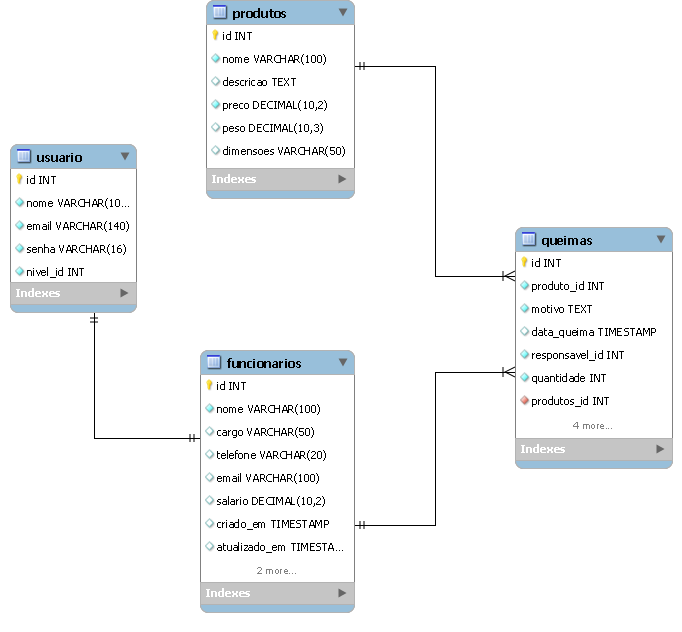 produtos
id INT
nome VARCHAR(100)
descricao TEXT
preco DECIMAL(10,2)
peso DECIMAL(10,3)
dimensoes VARCHAR(50)
Indexes
usuario
id INT
nome VARCHAR(10...
email VARCHAR(140)
senha VARCHAR(16)
nivel_id INT
Indexes
queimas
id INT
produto_id INT
motivo TEXT
data_queima TIMESTAMP
responsavel_id INT
quantidade INT
produtos_id INT
4 more...
Indexes
funcionarios
id INT
nome VARCHAR(100)
cargo VARCHAR(50)
telefone VARCHAR(20)
email VARCHAR(100)
salario DECIMAL(10,2)
criado_em TIMESTAMP
atualizado_em TIMESTA...
2 more...
Indexes